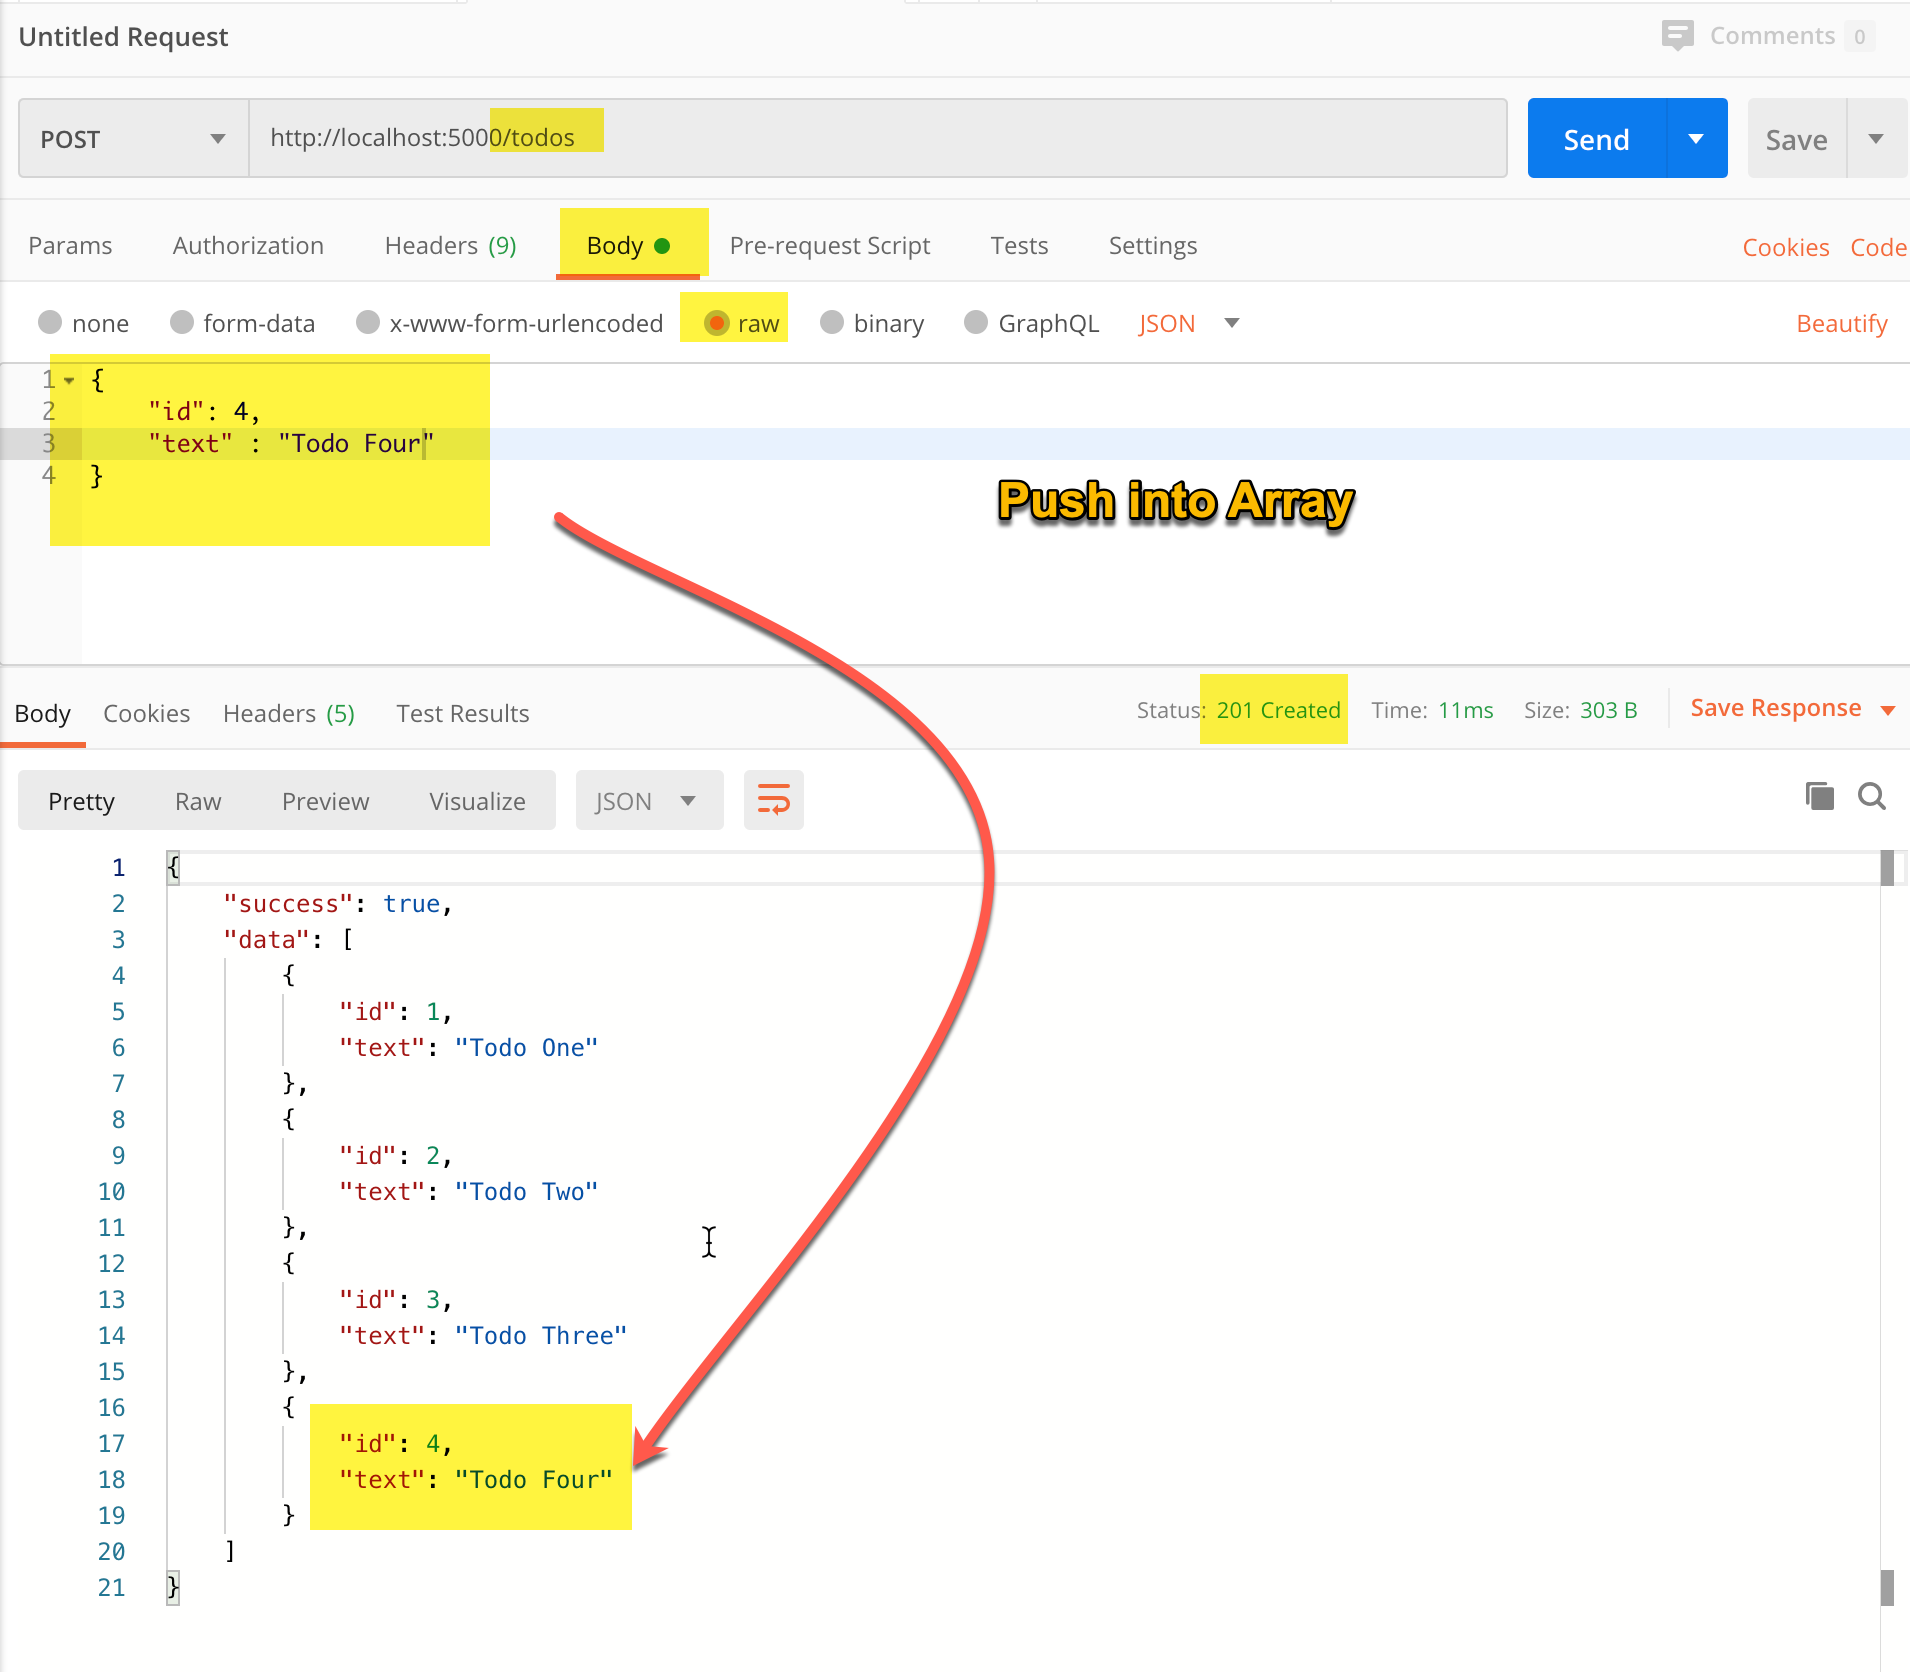 Untitled Request
Comments 0
POST http://localhost:5000/todos Send Save
Params Authorization Headers (9) Body Pre-request Script Tests Settings Cookies Code
none form-data x-www-form-urlencoded raw binary GraphQL JSON Beautify
1 {
2 "id": 4,
3 "text" : "Todo Four"
4 }
Push into Array
Body Cookies Headers (5) Test Results Status: 201 Created Time: 11ms Size: 303 B Save Response
Pretty Raw Preview Visualize JSON
1 {
2 "success": true,
3 "data": [
4 {
5 "id": 1,
6 "text": "Todo One"
7 },
8 {
9 "id": 2,
10 "text": "Todo Two"
11 },
12 {
13 "id": 3,
14 "text": "Todo Three"
15 },
16 {
17 "id": 4,
18 "text": "Todo Four"
19 }
20 ]
21 }